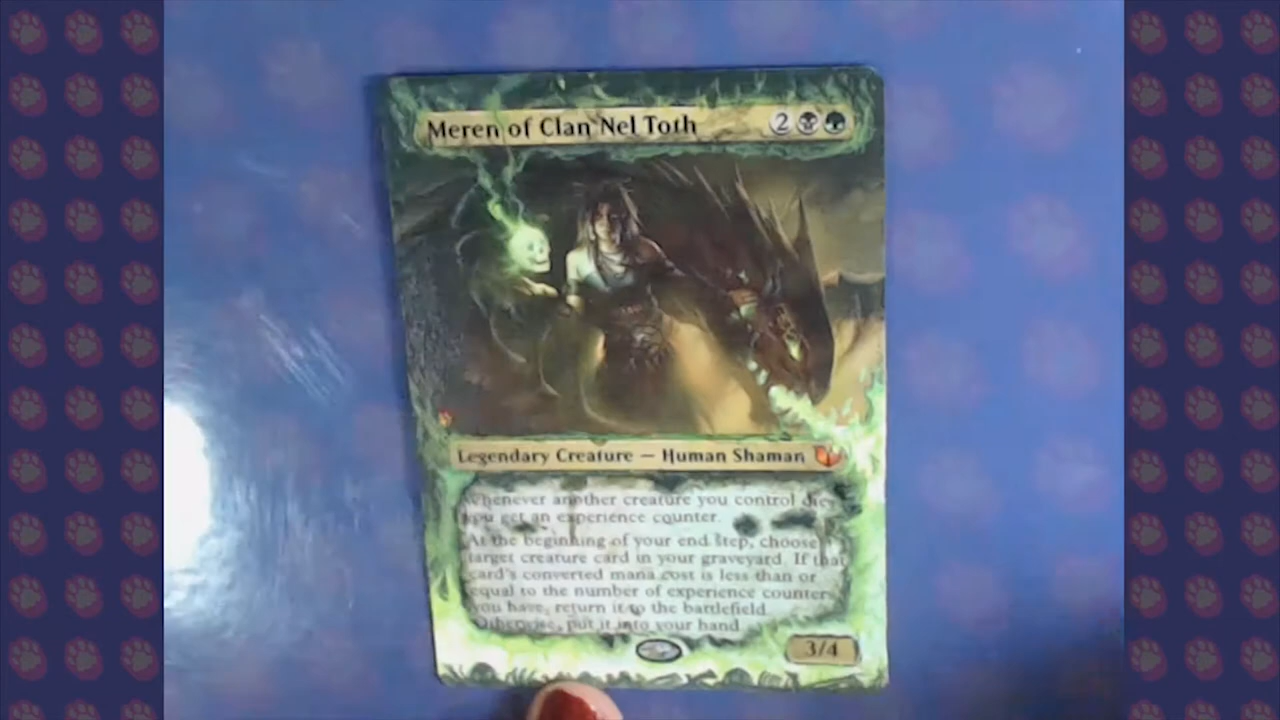 Meren of Clan Nel Toth 2
Legendary Creature — Human Shaman
Whenever another creature you control dies
you get an experience counter.
At the beginning of your end step, choose
target creature card in your graveyard. If that
card's converted mana cost is less than or
equal to the number of experience counters
you have, return it to the battlefield.
Otherwise, put it into your hand
3/4